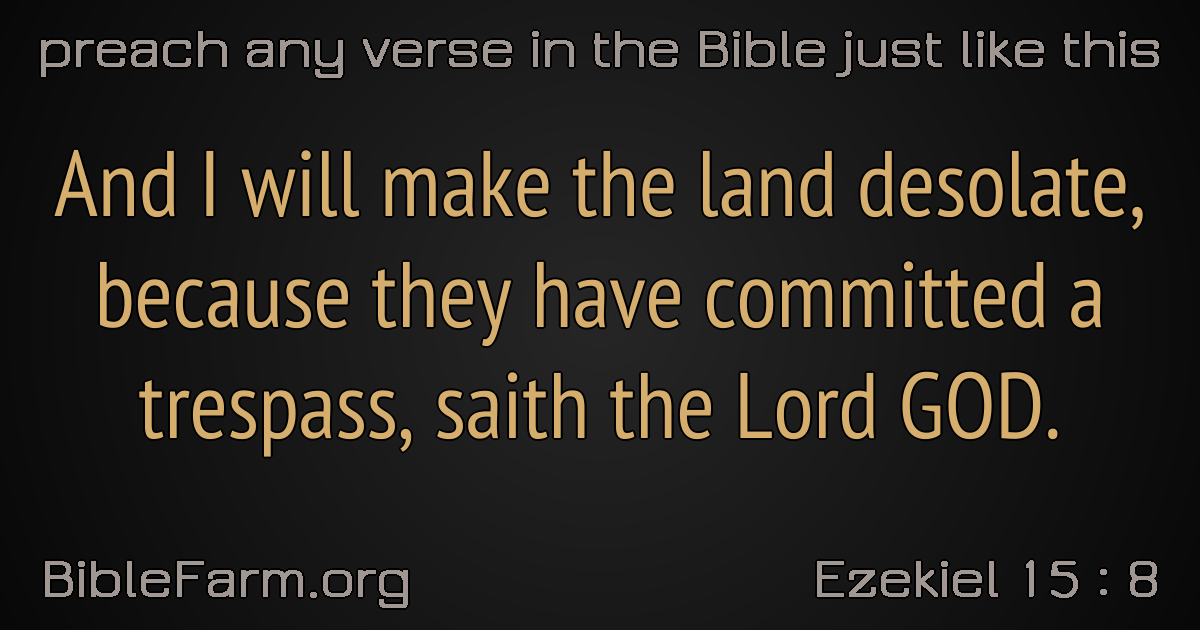 preach any verse in the Bible just like this
And I will make the land desolate,
because they have committed a
trespass, saith the Lord GOD.
BibleFarm.org
Ezekiel 15 : 8